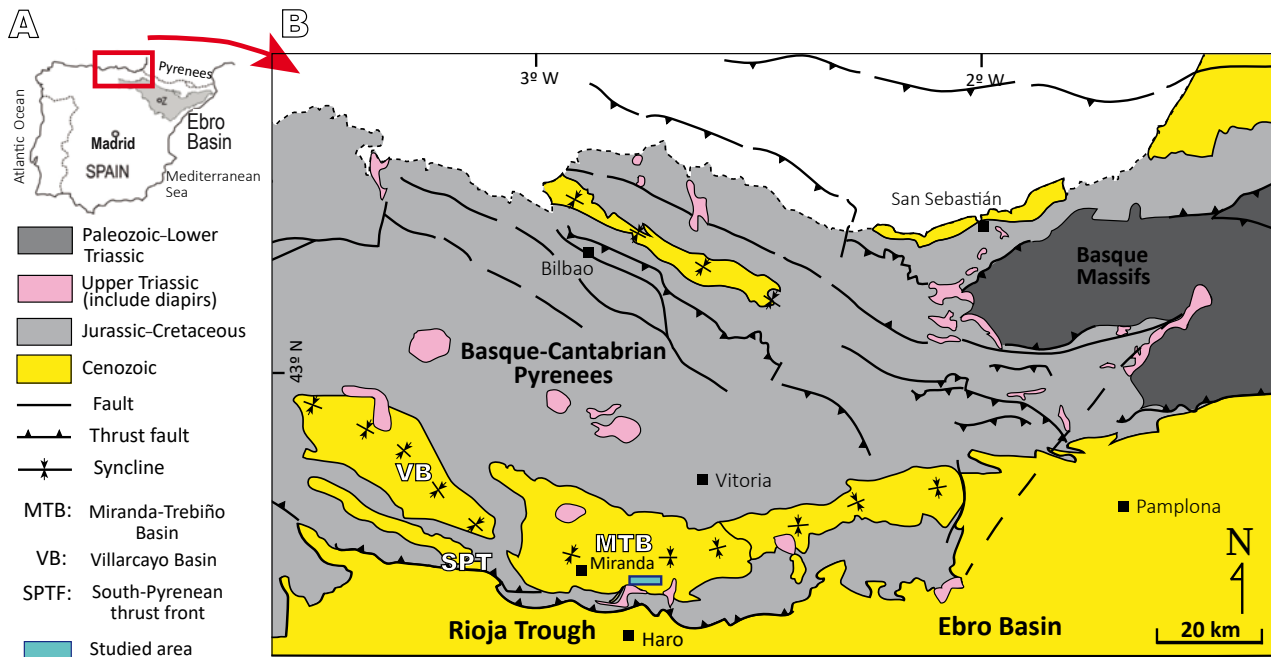 A
B
Pyrenees
Z
Ebro
Basin
Atlantic Ocean
Madrid
SPAIN
Mediterranean
Sea
Paleozoic-Lower
Triassic
Upper Triassic
(include diapirs)
Jurassic-Cretaceous
Cenozoic
Fault
Thrust fault
Syncline
MTB: Miranda-Trebiño
Basin
VB: Villarcayo Basin
SPTF: South-Pyrenean
thrust front
Studied area
3º W
2º W
43º N
San Sebastián
Bilbao
Basque
Massifs
Basque-Cantabrian
Pyrenees
VB
Vitoria
Pamplona
MTB
SPT
Miranda
N
Rioja Trough
Haro
Ebro Basin
20 km